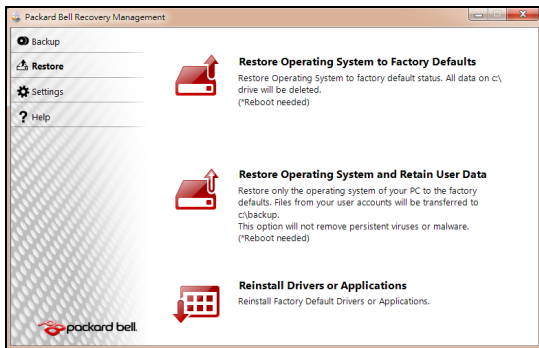 Packard Bell Recovery Management
Backup
Restore
Settings
Help
Restore Operating System to Factory Defaults
Restore Operating System to factory default status. All data on c:\
drive will be deleted.
(*Reboot needed)
Restore Operating System and Retain User Data
Restore only the operating system of your PC to the factory
defaults. Files from your user accounts will be transferred to
c:\backup.
This option will not remove persistent viruses or malware.
(*Reboot needed)
Reinstall Drivers or Applications
Reinstall Factory Default Drivers or Applications.
packard bell.